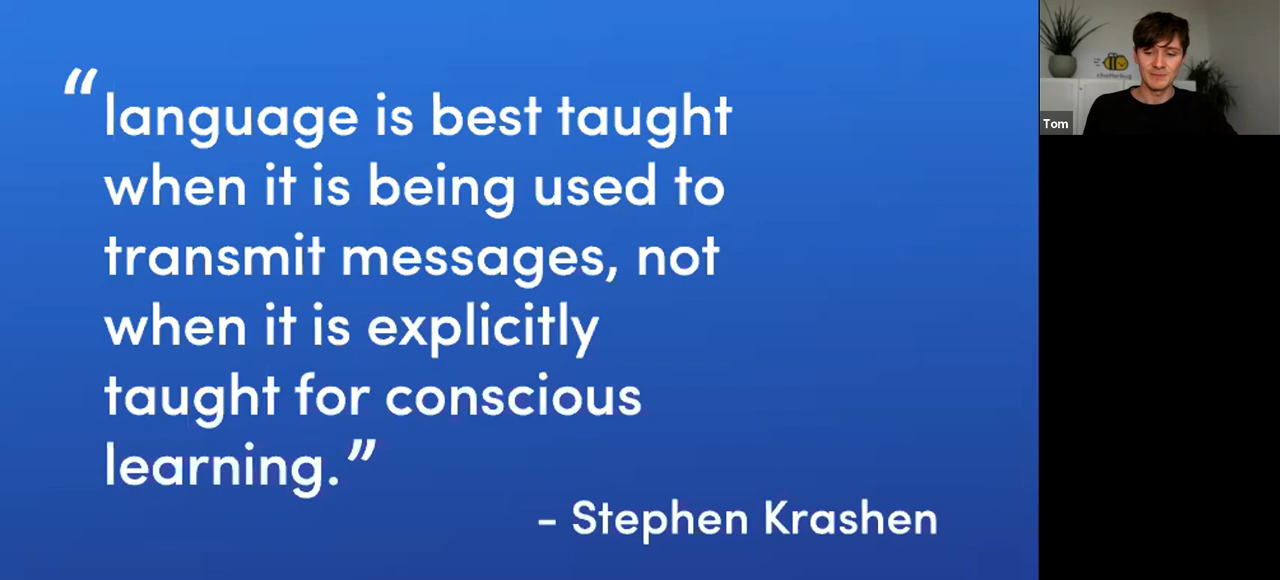 “language is best taught
when it is being used to
transmit messages, not
when it is explicitly
taught for conscious
learning.”
- Stephen Krashen
Tom
chatterbug